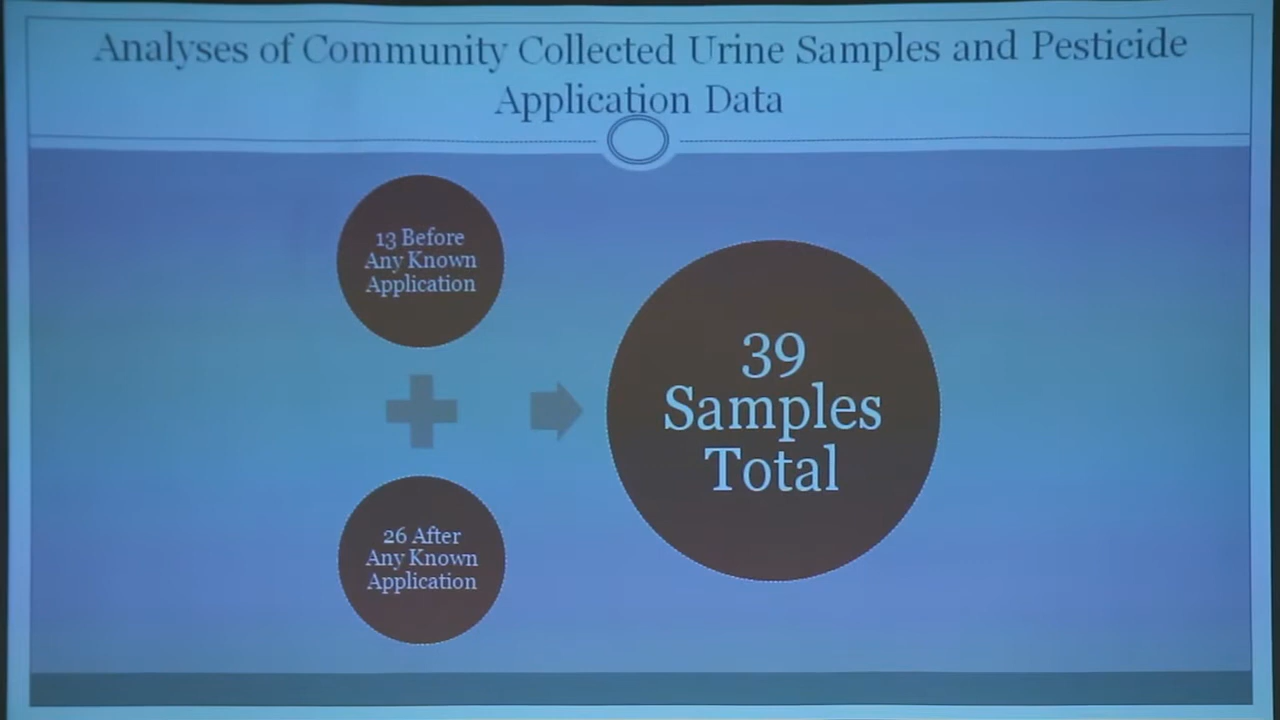 Analyses of Community Collected Urine Samples and Pesticide
Application Data
13 Before
Any Known
Application
26 After
Any Known
Application
39
Samples
Total